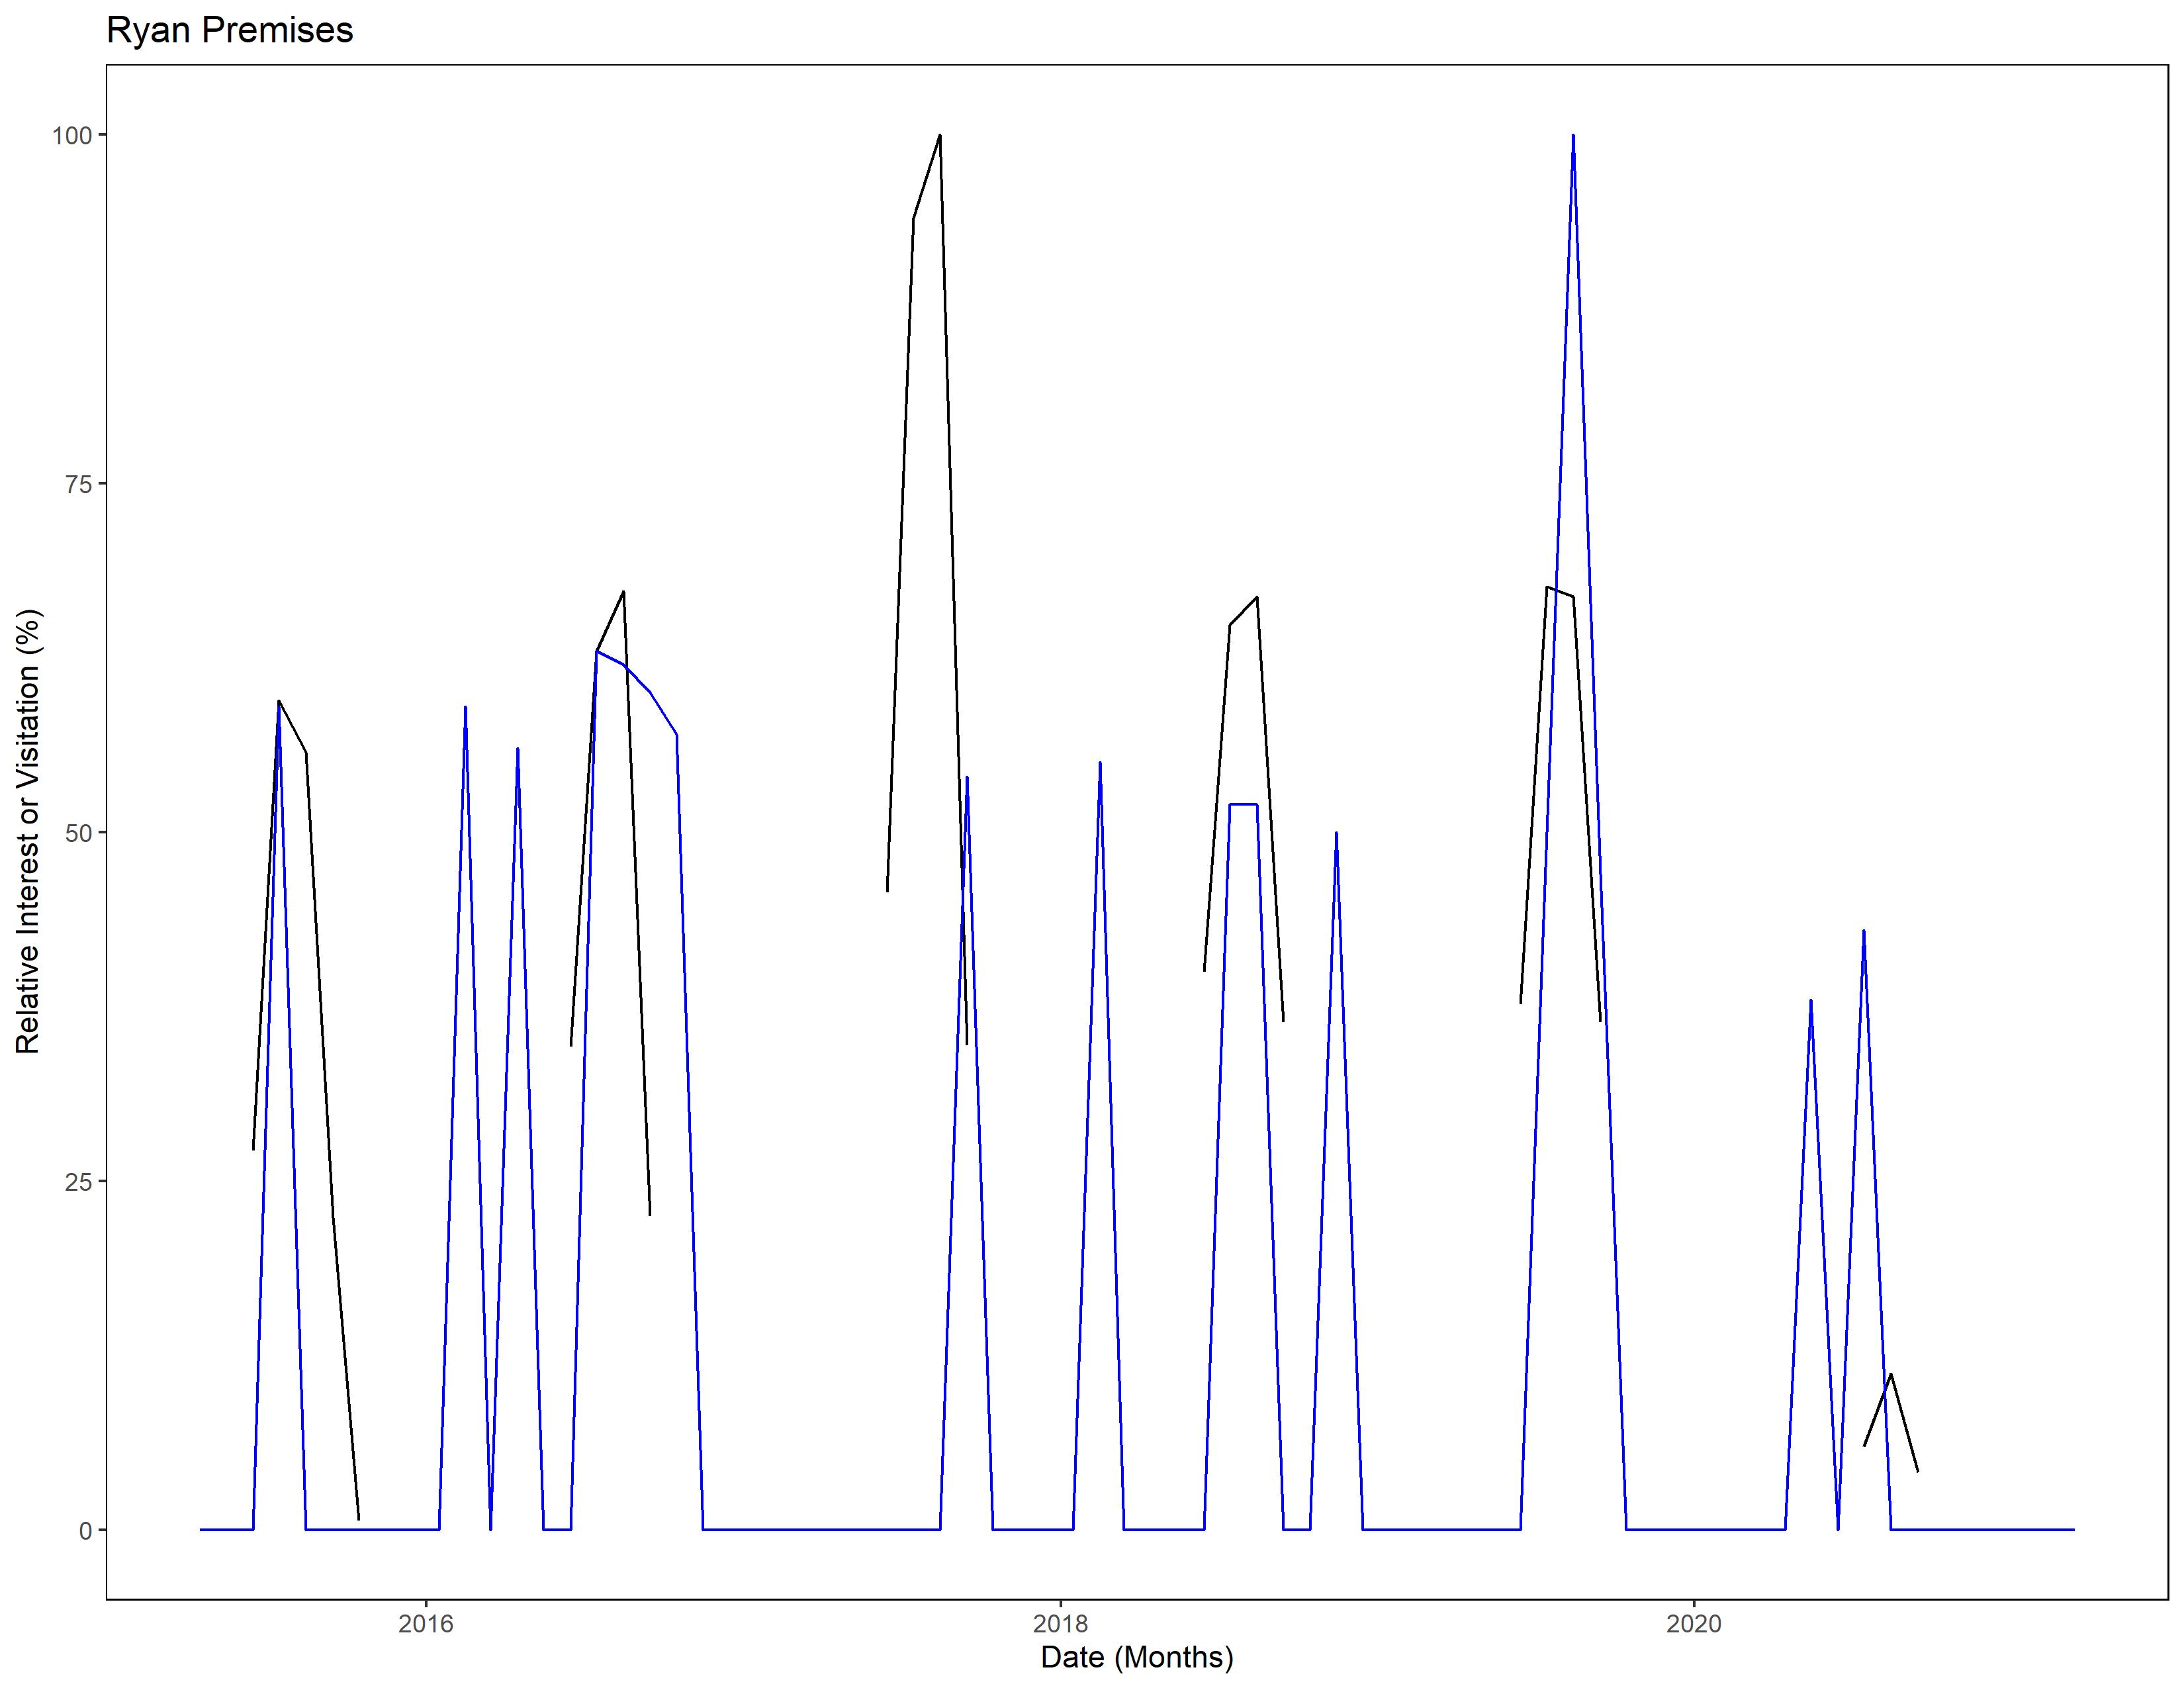 Ryan Premises
Relative Interest or Visitation (%)
100
75
50
25
0
2016 2018 2020
Date (Months)